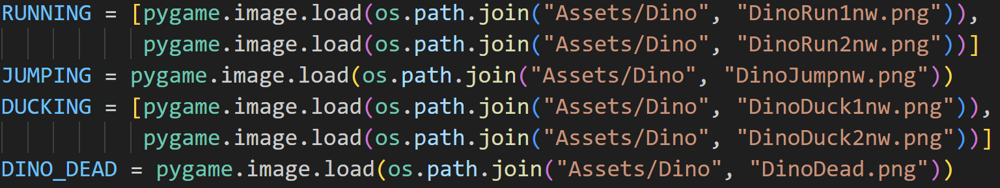 RUNNING = [pygame.image.load(os.path.join("Assets/Dino", "DinoRun1nw.png")),
           pygame.image.load(os.path.join("Assets/Dino", "DinoRun2nw.png"))]
JUMPING = pygame.image.load(os.path.join("Assets/Dino", "DinoJumpnw.png"))
DUCKING = [pygame.image.load(os.path.join("Assets/Dino", "DinoDuck1nw.png")),
           pygame.image.load(os.path.join("Assets/Dino", "DinoDuck2nw.png"))]
DINO_DEAD = pygame.image.load(os.path.join("Assets/Dino", "DinoDead.png"))